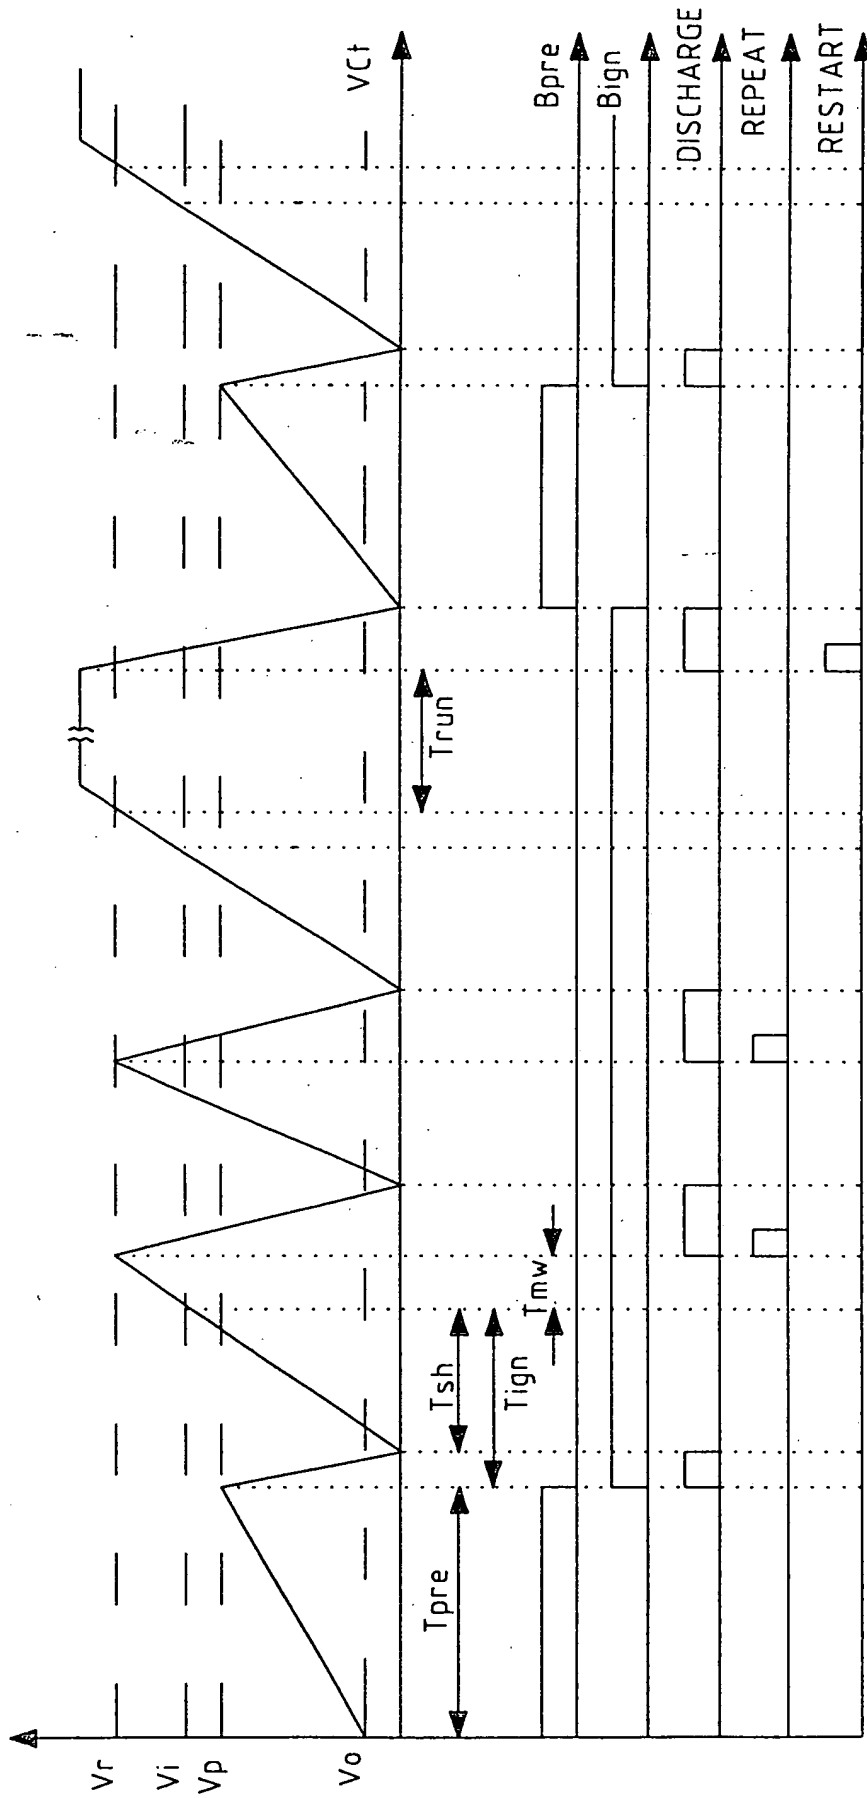 Vr
Vi
Vp
Vo
VCt
Tpre
Tsh
Tign
Tmw
Trun
Bpre
Bign
DISCHARGE
REPEAT
RESTART